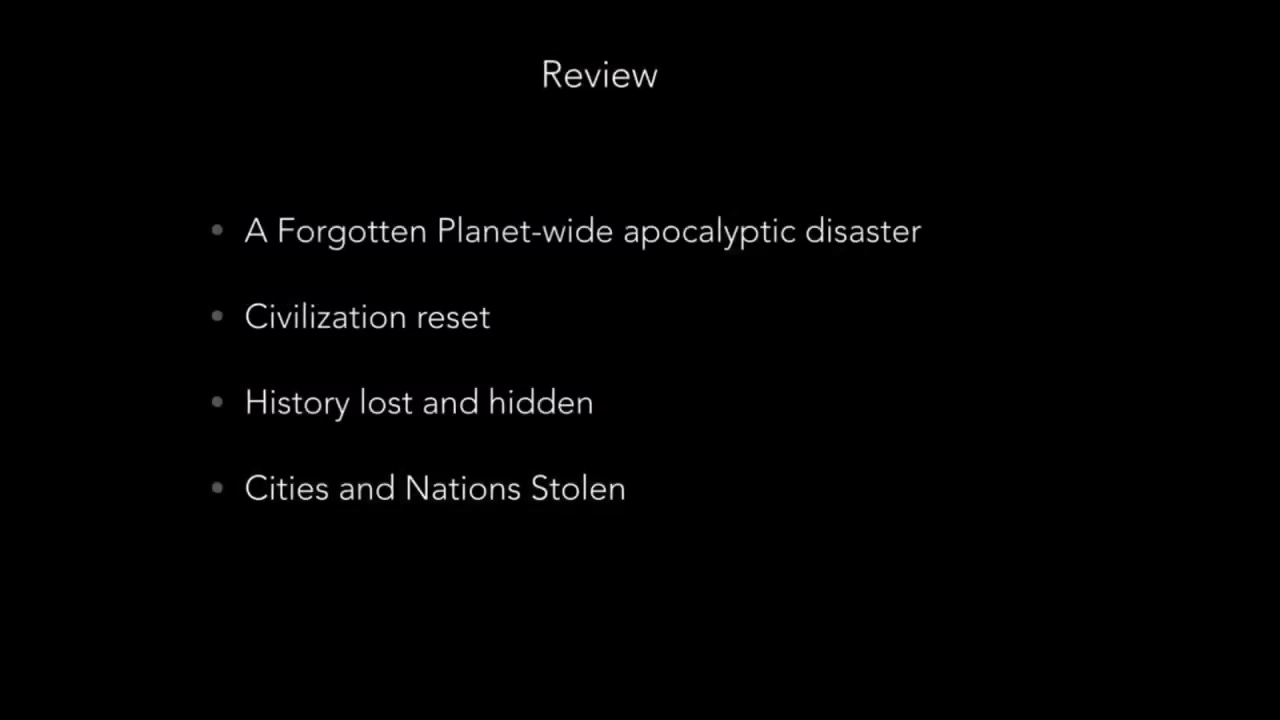 Review
• A Forgotten Planet-wide apocalyptic disaster
• Civilization reset
• History lost and hidden
• Cities and Nations Stolen